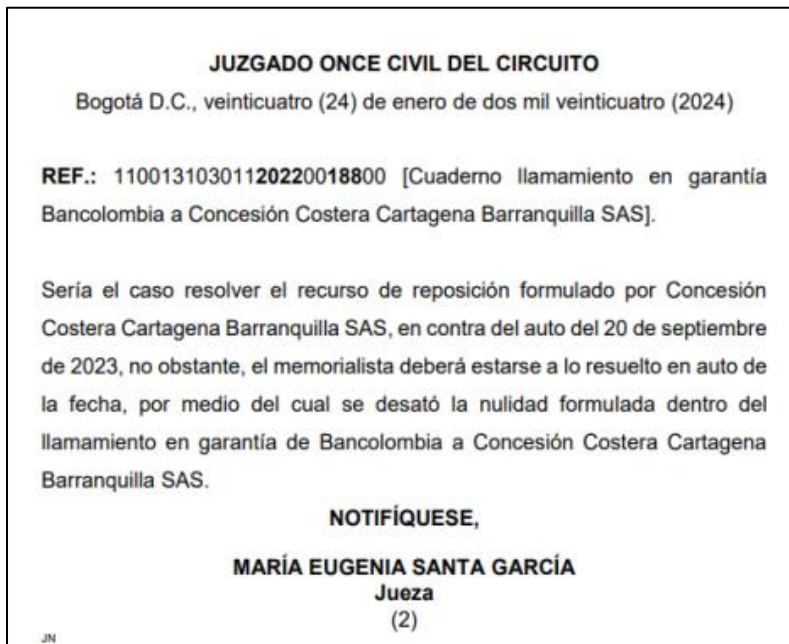 JUZGADO ONCE CIVIL DEL CIRCUITO
Bogotá D.C., veinticuatro (24) de enero de dos mil veinticuatro (2024)
REF.: 11001310301120220018800 [Cuaderno llamamiento en garantía
Bancolombia a Concesión Costera Cartagena Barranquilla SAS].
Sería el caso resolver el recurso de reposición formulado por Concesión
Costera Cartagena Barranquilla SAS, en contra del auto del 20 de septiembre
de 2023, no obstante, el memorialista deberá estarse a lo resuelto en auto de
la fecha, por medio del cual se desató la nulidad formulada dentro del
llamamiento en garantía de Bancolombia a Concesión Costera Cartagena
Barranquilla SAS.
NOTIFÍQUESE,
MARÍA EUGENIA SANTA GARCÍA
Jueza
(2)
JN